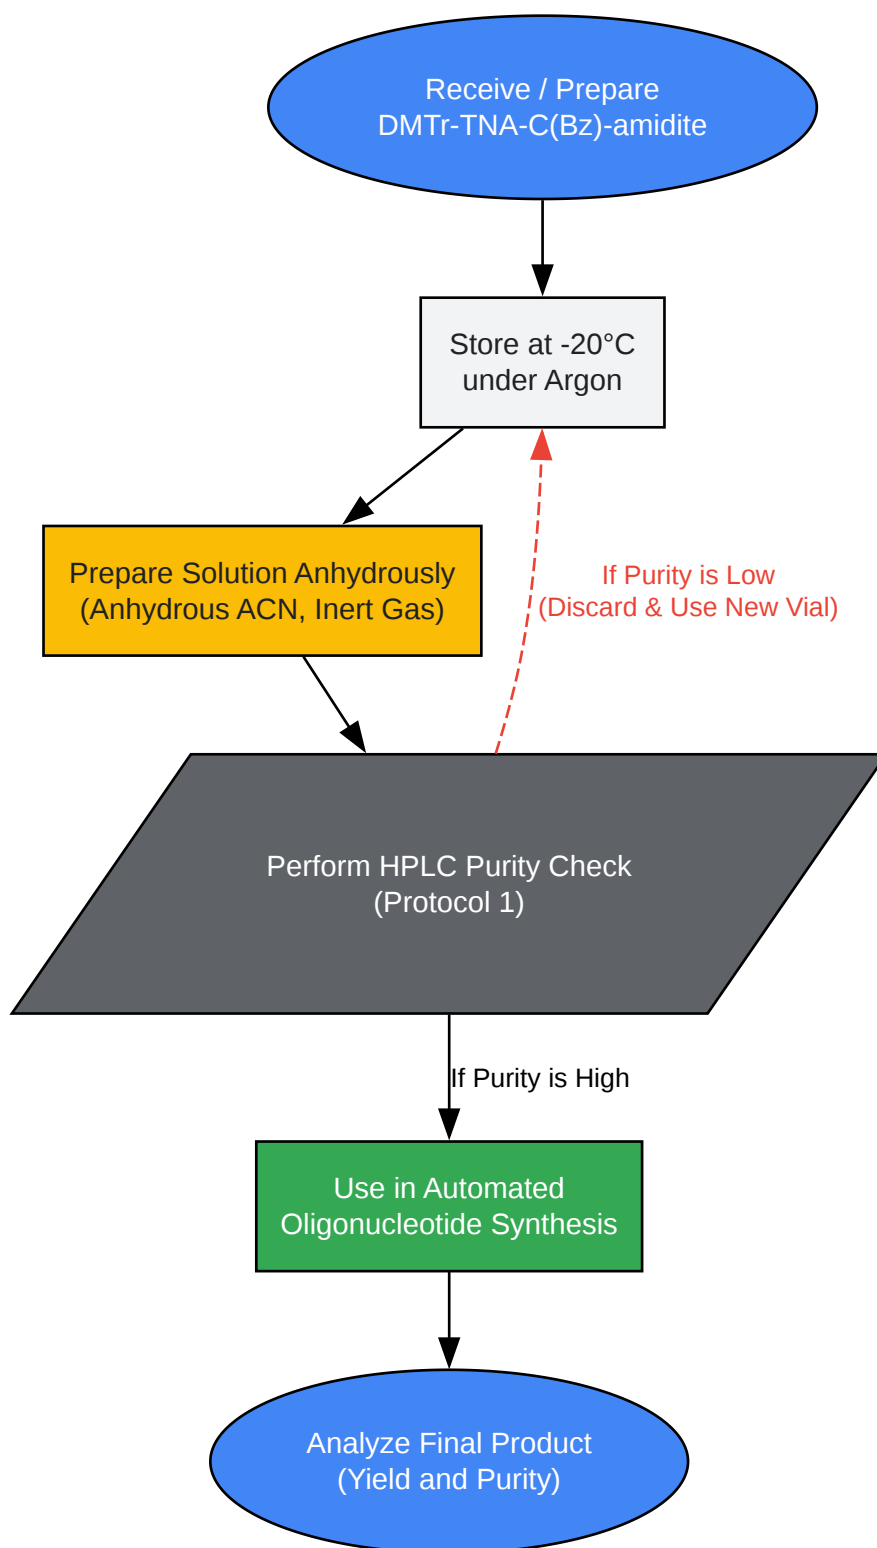 Receive / Prepare
DMTr-TNA-C(Bz)-amidite
Store at -20°C
under Argon
Prepare Solution Anhydrously
(Anhydrous ACN, Inert Gas)
If Purity is Low
(Discard & Use New Vial)
Perform HPLC Purity Check
(Protocol 1)
If Purity is High
Use in Automated
Oligonucleotide Synthesis
Analyze Final Product
(Yield and Purity)